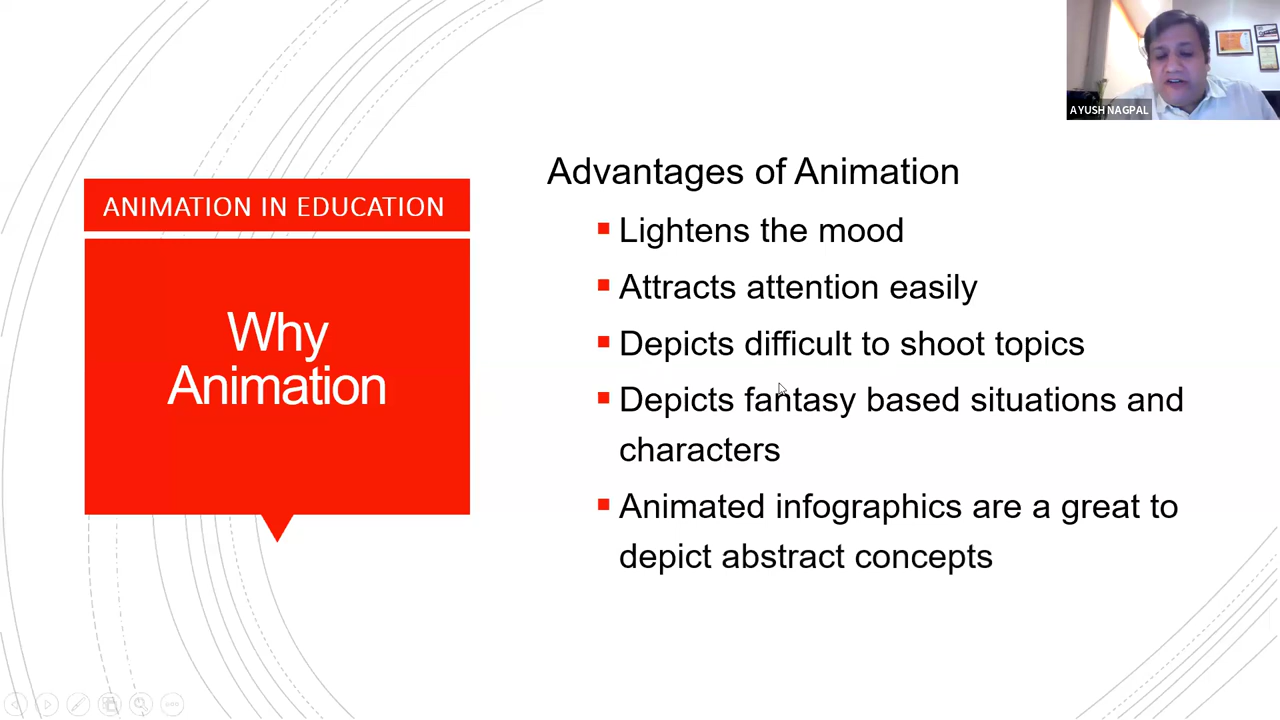 AYUSH NAGPAL
ANIMATION IN EDUCATION
Why
Animation
Advantages of Animation
Lightens the mood
Attracts attention easily
Depicts difficult to shoot topics
Depicts fantasy based situations and
characters
Animated infographics are a great to
depict abstract concepts